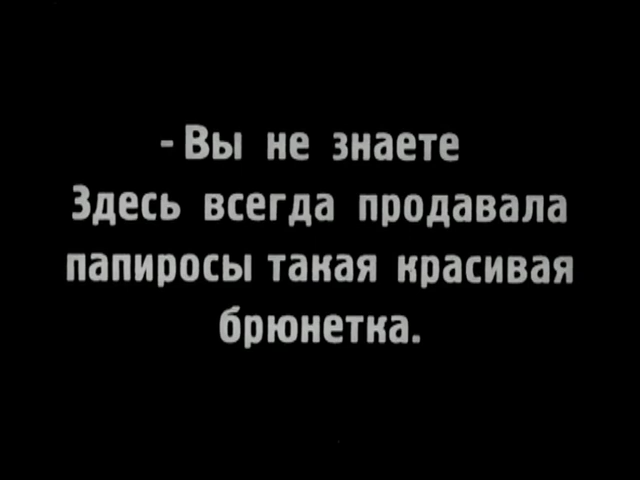 - Вы не знаете
Здесь всегда продавала
папиросы такая красивая
брюнетка.